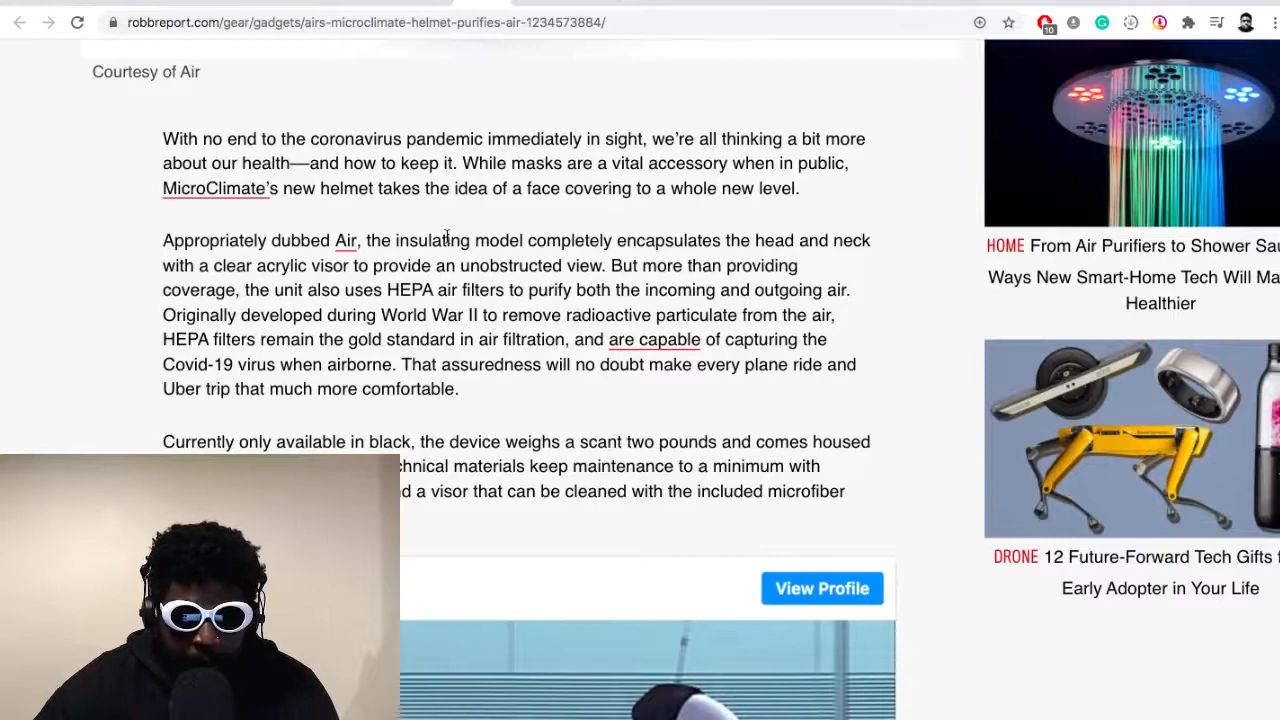 robbreport.com/gear/gadgets/airs-microclimate-helmet-purifies-air-1234573884/
10
Courtesy of Air
With no end to the coronavirus pandemic immediately in sight, we’re all thinking a bit more
about our health—and how to keep it. While masks are a vital accessory when in public,
MicroClimate’s new helmet takes the idea of a face covering to a whole new level.
Appropriately dubbed Air, the insulating model completely encapsulates the head and neck
with a clear acrylic visor to provide an unobstructed view. But more than providing
coverage, the unit also uses HEPA air filters to purify both the incoming and outgoing air.
Originally developed during World War II to remove radioactive particulate from the air,
HEPA filters remain the gold standard in air filtration, and are capable of capturing the
Covid-19 virus when airborne. That assuredness will no doubt make every plane ride and
Uber trip that much more comfortable.
Currently only available in black, the device weighs a scant two pounds and comes housed
chnical materials keep maintenance to a minimum with
d a visor that can be cleaned with the included microfiber
View Profile
HOME From Air Purifiers to Shower Sau
Ways New Smart-Home Tech Will Ma
Healthier
DRONE 12 Future-Forward Tech Gifts f
Early Adopter in Your Life